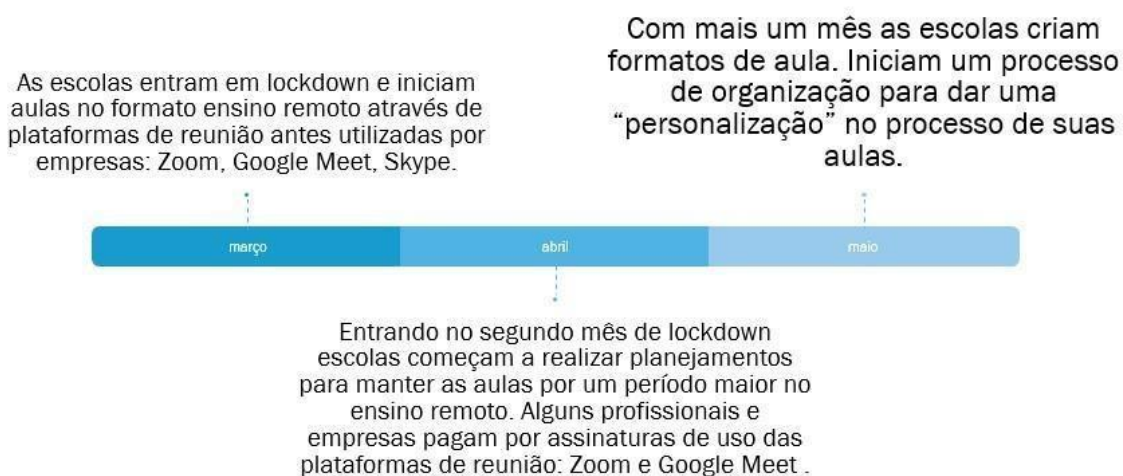 As escolas entram em lockdown e iniciam
aulas no formato ensino remoto através de
plataformas de reunião antes utilizadas por
empresas: Zoom, Google Meet, Skype.
Com mais um mês as escolas criam
formatos de aula. Iniciam um processo
de organização para dar uma
“personalização” no processo de suas
aulas.
março
abril
maio
Entrando no segundo mês de lockdown
escolas começam a realizar planejamentos
para manter as aulas por um período maior no
ensino remoto. Alguns profissionais e
empresas pagam por assinaturas de uso das
plataformas de reunião: Zoom e Google Meet .